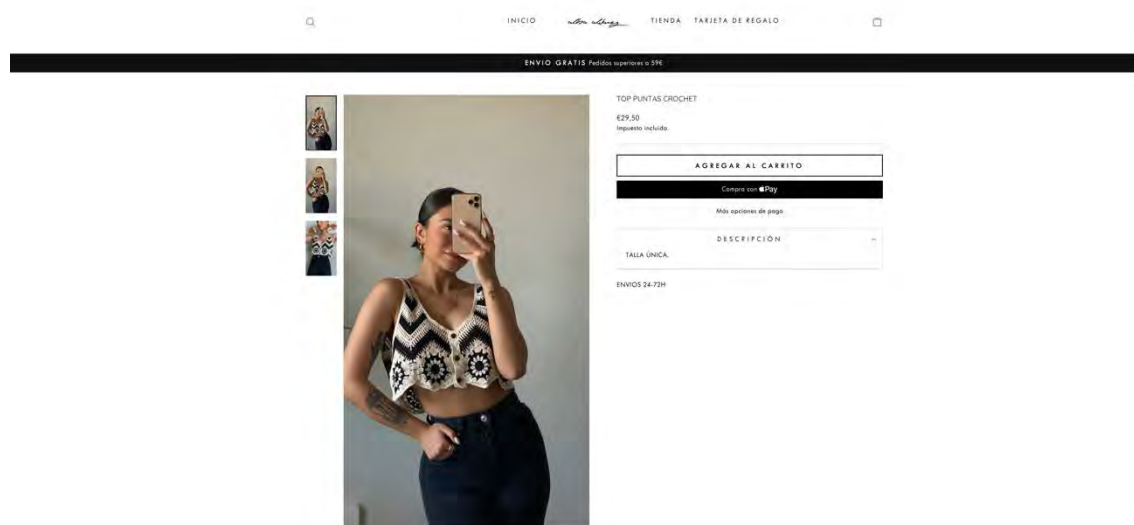 INICIO
TIENDA
TARJETA DE REGALO
ENVIO GRATIS Pedidos superiores a 59€
TOP PUNTAS CROCHET
€29,50
Impuesto incluido.
AGREGAR AL CARRITO
Compra con Pay
Más opciones de pago
DESCRIPCIÓN
TALLA ÚNICA.
ENVIOS 24-72H